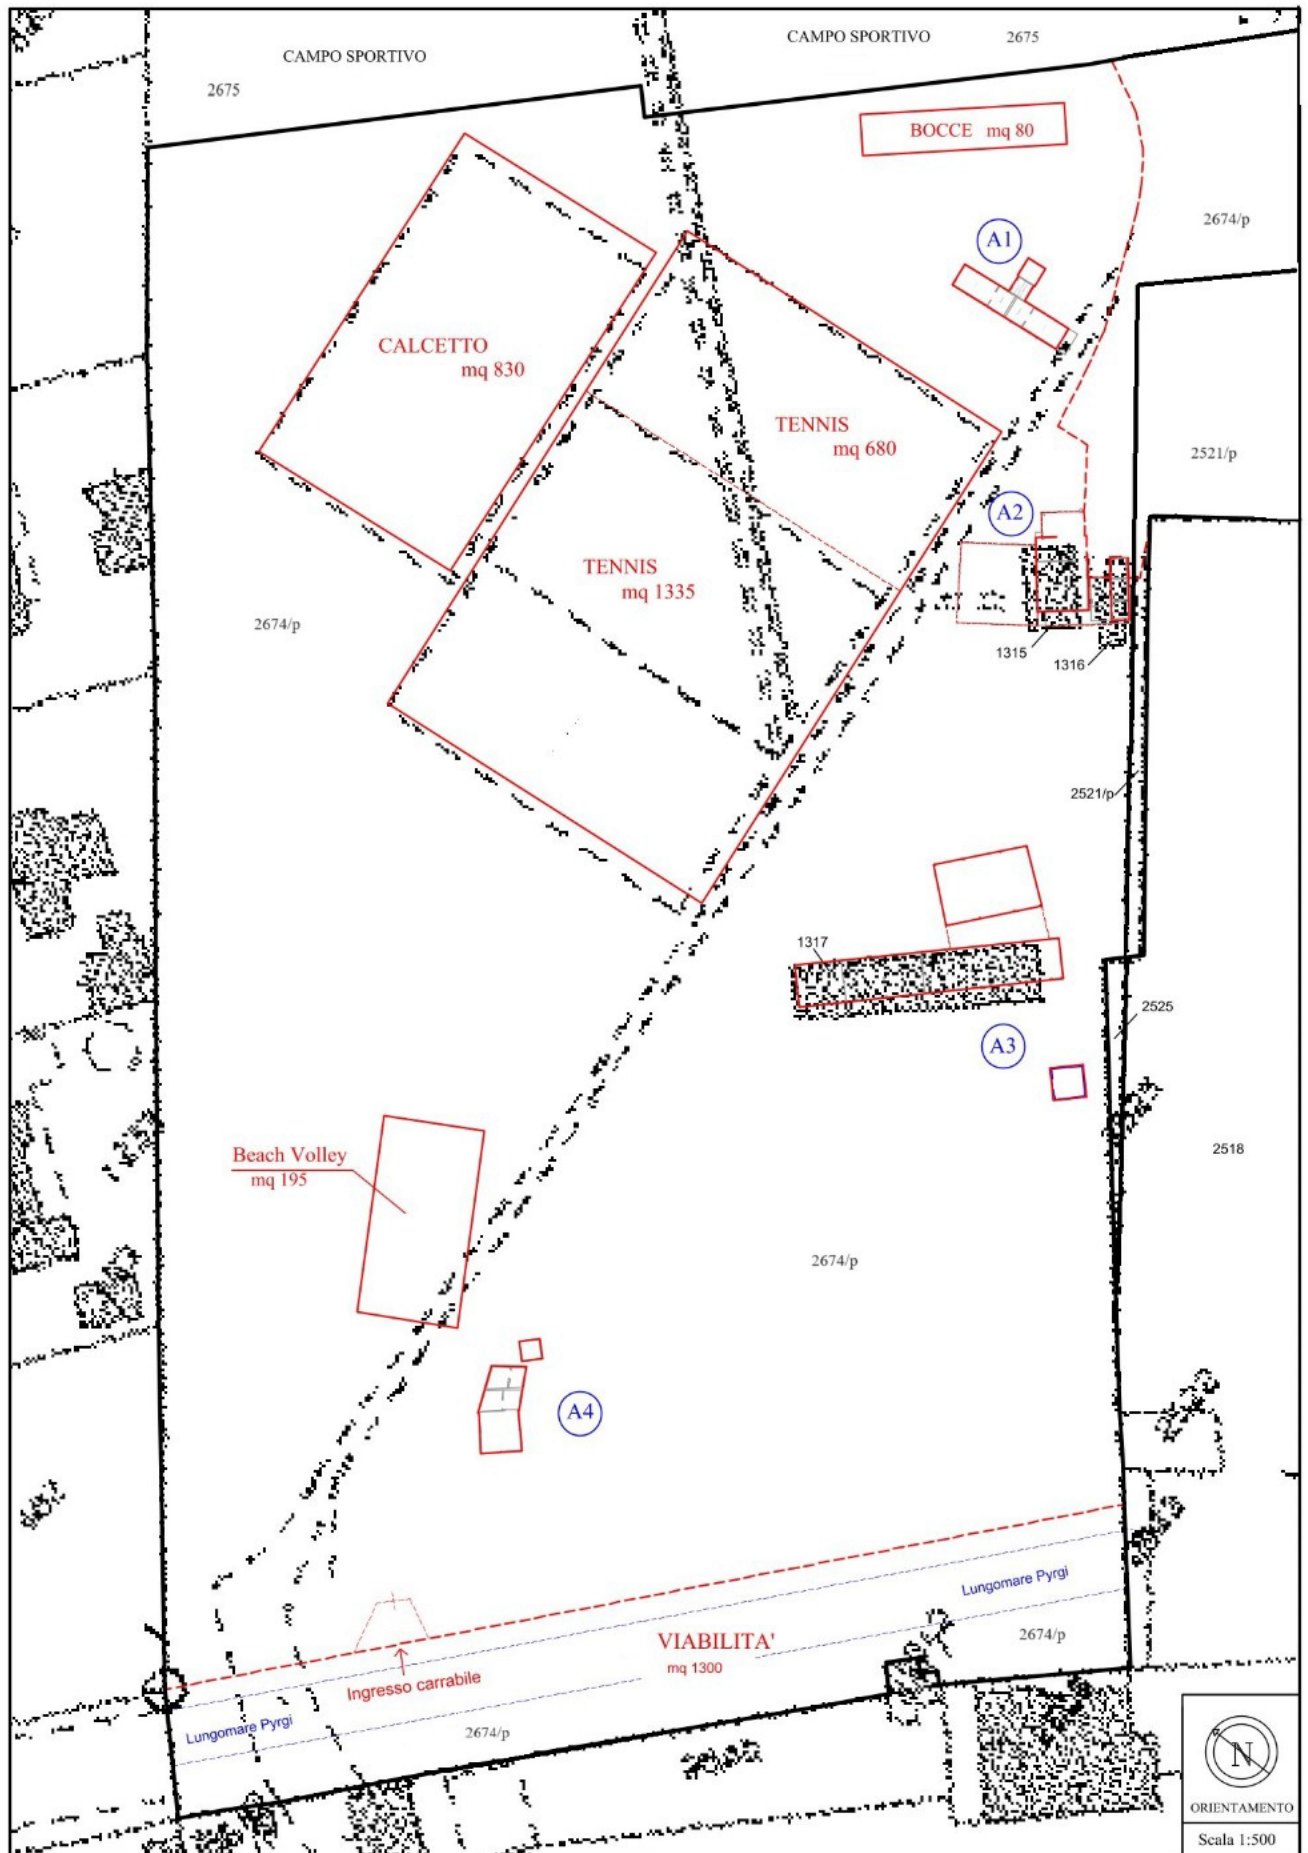 CAMPO SPORTIVO
CAMPO SPORTIVO
2675
2675
BOCCE mq 80
2674/p
A1
CALCETTO
mq 830
TENNIS
mq 680
2521/p
A2
TENNIS
mq 1335
2674/p
1315
1316
2521/p
1317
2525
A3
Beach Volley
mq 195
2518
2674/p
A4
Lungomare Pyrgi
VIABILITA'
mq 1300
2674/p
Ingresso carrabile
Lungomare Pyrgi
2674/p
N
ORIENTAMENTO
Scala 1:500